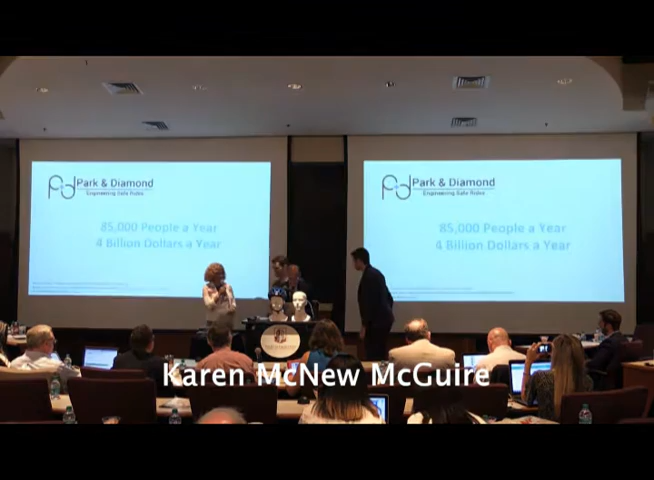 Park & Diamond
Engineering Safe Rides
85,000 People a Year
4 Billion Dollars a Year
Park & Diamond
Engineering Safe Rides
85,000 People a Year
4 Billion Dollars a Year
Karen McNew McGuire